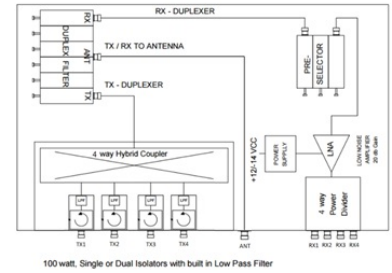 RX - DUPLEXER
TX / RX TO ANTENNA
TX - DUPLEXER
RX
ANT
TX
DUPLEX FILTER
PRE-
SELECTOR
+12/-14 VCC
POWER
SUPPLLY
LNA
LOW NOISE
AMPLIFIER
20 db Gain
4 way Hybrid Coupler
LPF
LPF
LPF
LPF
4 way
Power
Divider
TX1
TX2
TX3
TX4
ANT
RX1
RX2
RX3
RX4
100 watt, Single or Dual Isolators with built in Low Pass Filter